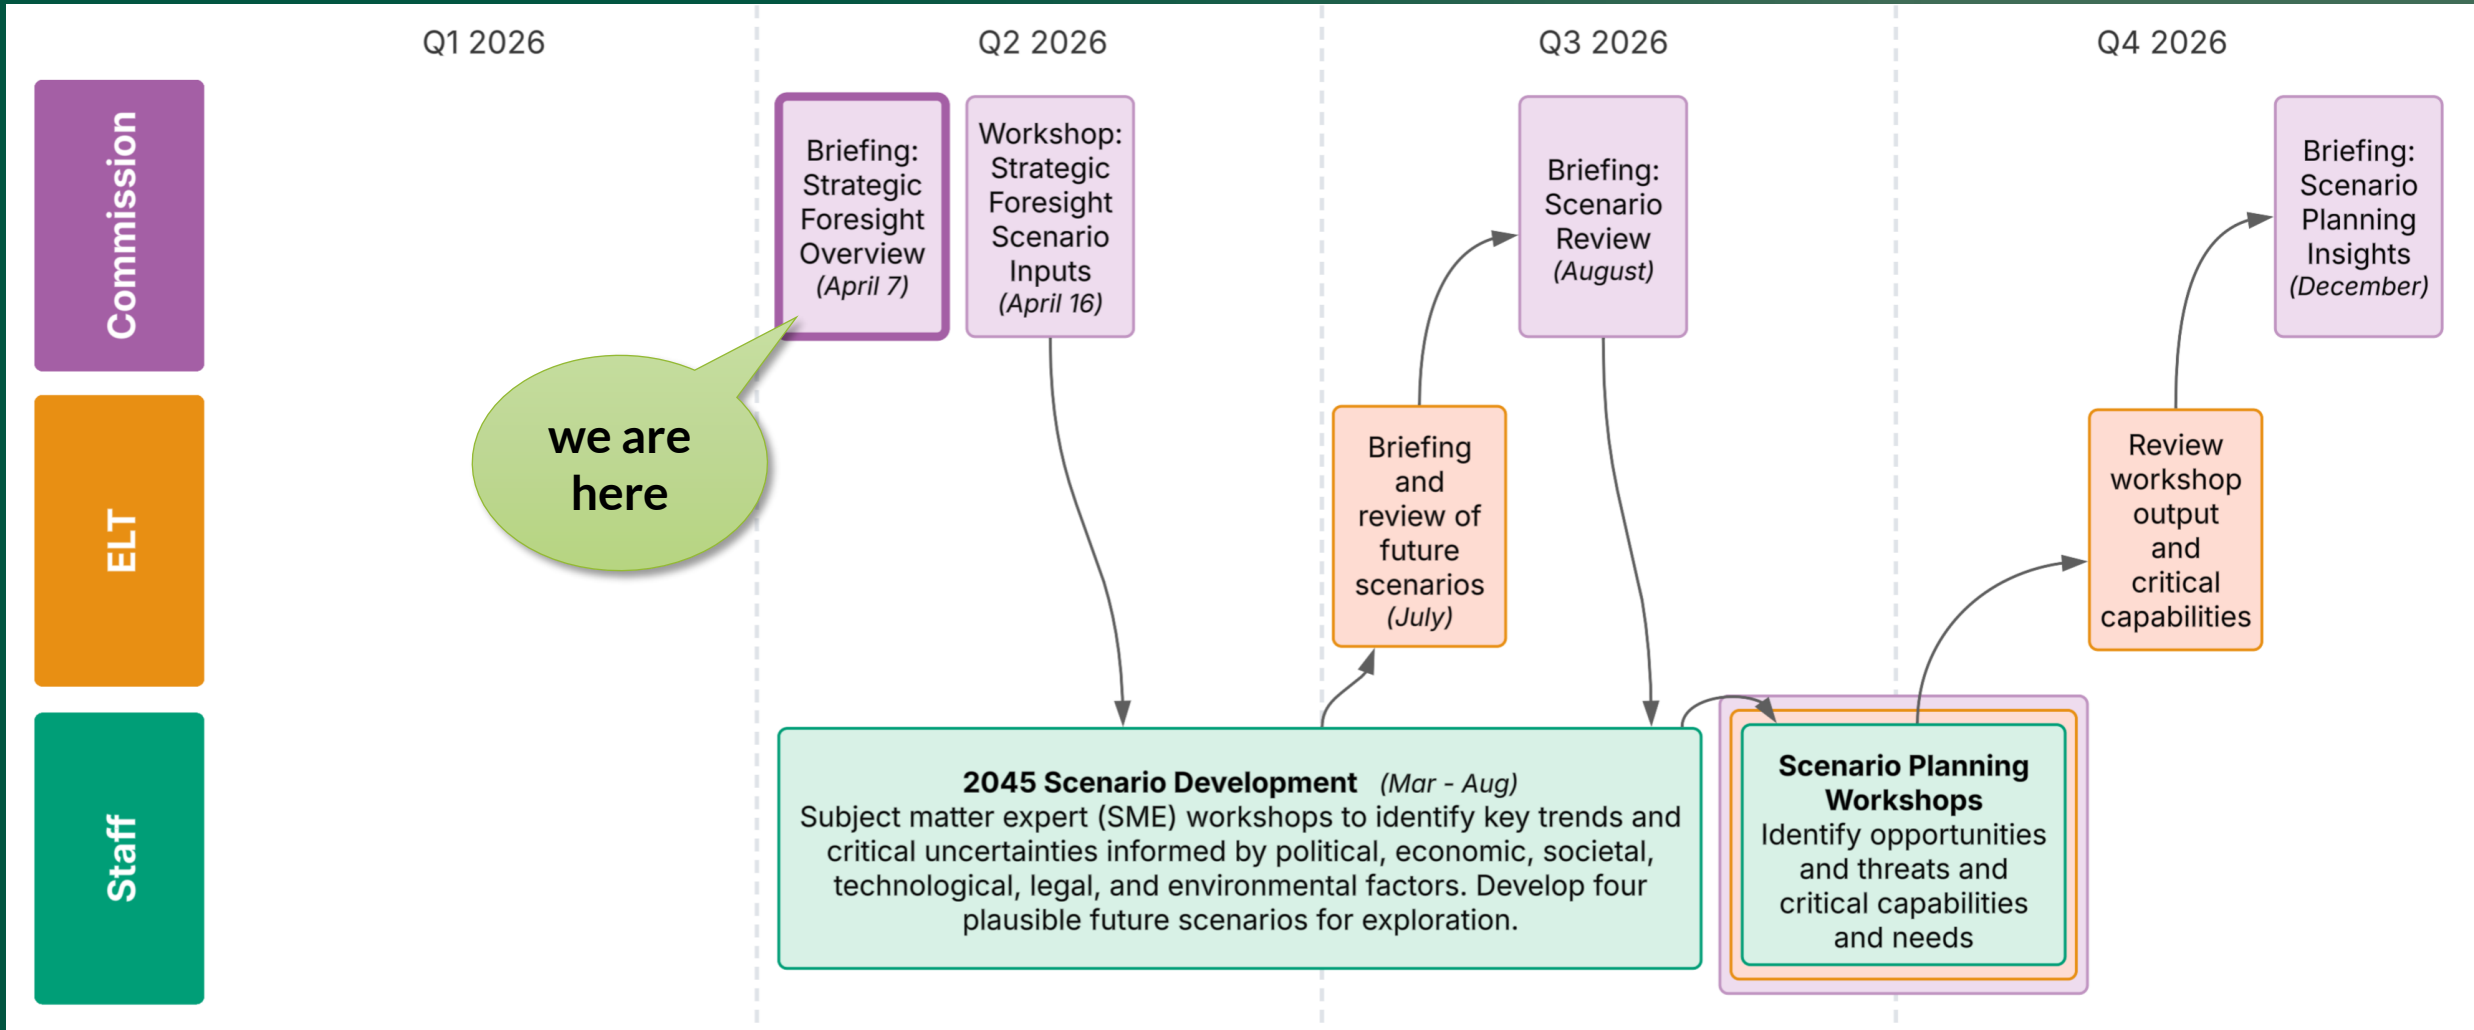 Q1 2026
Q2 2026
Q3 2026
Q4 2026
Commission
Briefing:
Strategic
Foresight
Overview
(April 7)
Workshop:
Strategic
Foresight
Scenario
Inputs
(April 16)
Briefing:
Scenario
Review
(August)
Briefing:
Scenario
Planning
Insights
(December)
we are
here
ELT
Briefing
and
review of
future
scenarios
(July)
Review
workshop
output
and
critical
capabilities
Staff
2045 Scenario Development (Mar - Aug)
Subject matter expert (SME) workshops to identify key trends and
critical uncertainties informed by political, economic, societal,
technological, legal, and environmental factors. Develop four
plausible future scenarios for exploration.
Scenario Planning
Workshops
Identify opportunities
and threats and
critical capabilities
and needs